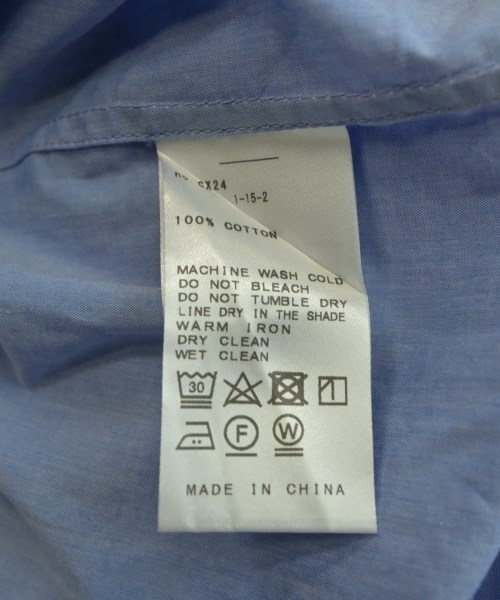 1-15-2
100% COTTON
MACHINE WASH COLD
DO NOT BLEACH
DO NOT TUMBLE DRY
LINE DRY IN THE SHADE
WARM IRON
DRY CLEAN
WET CLEAN
30
F
W
MADE IN CHINA